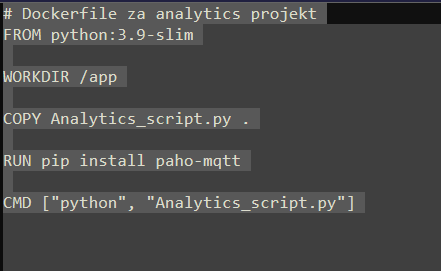 # Dockerfile za analytics projekt
FROM python:3.9-slim
WORKDIR /app
COPY Analytics_script.py .
RUN pip install paho-mqtt
CMD ["python", "Analytics_script.py"]